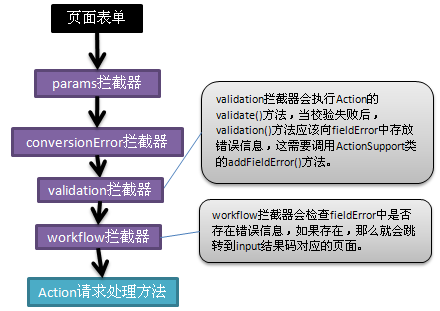 页面表单
params拦截器
conversionError拦截器
validation拦截器
workflow拦截器
Action请求处理方法
validation拦截器会执行Action的
validate()方法，当校验失败后，
validation()方法应该向fieldError中存放
错误信息，这需要调用ActionSupport类
的addFieldError()方法。
workflow拦截器会检查fieldError中是否
存在错误信息，如果存在，那么就会跳
转到input结果码对应的页面。